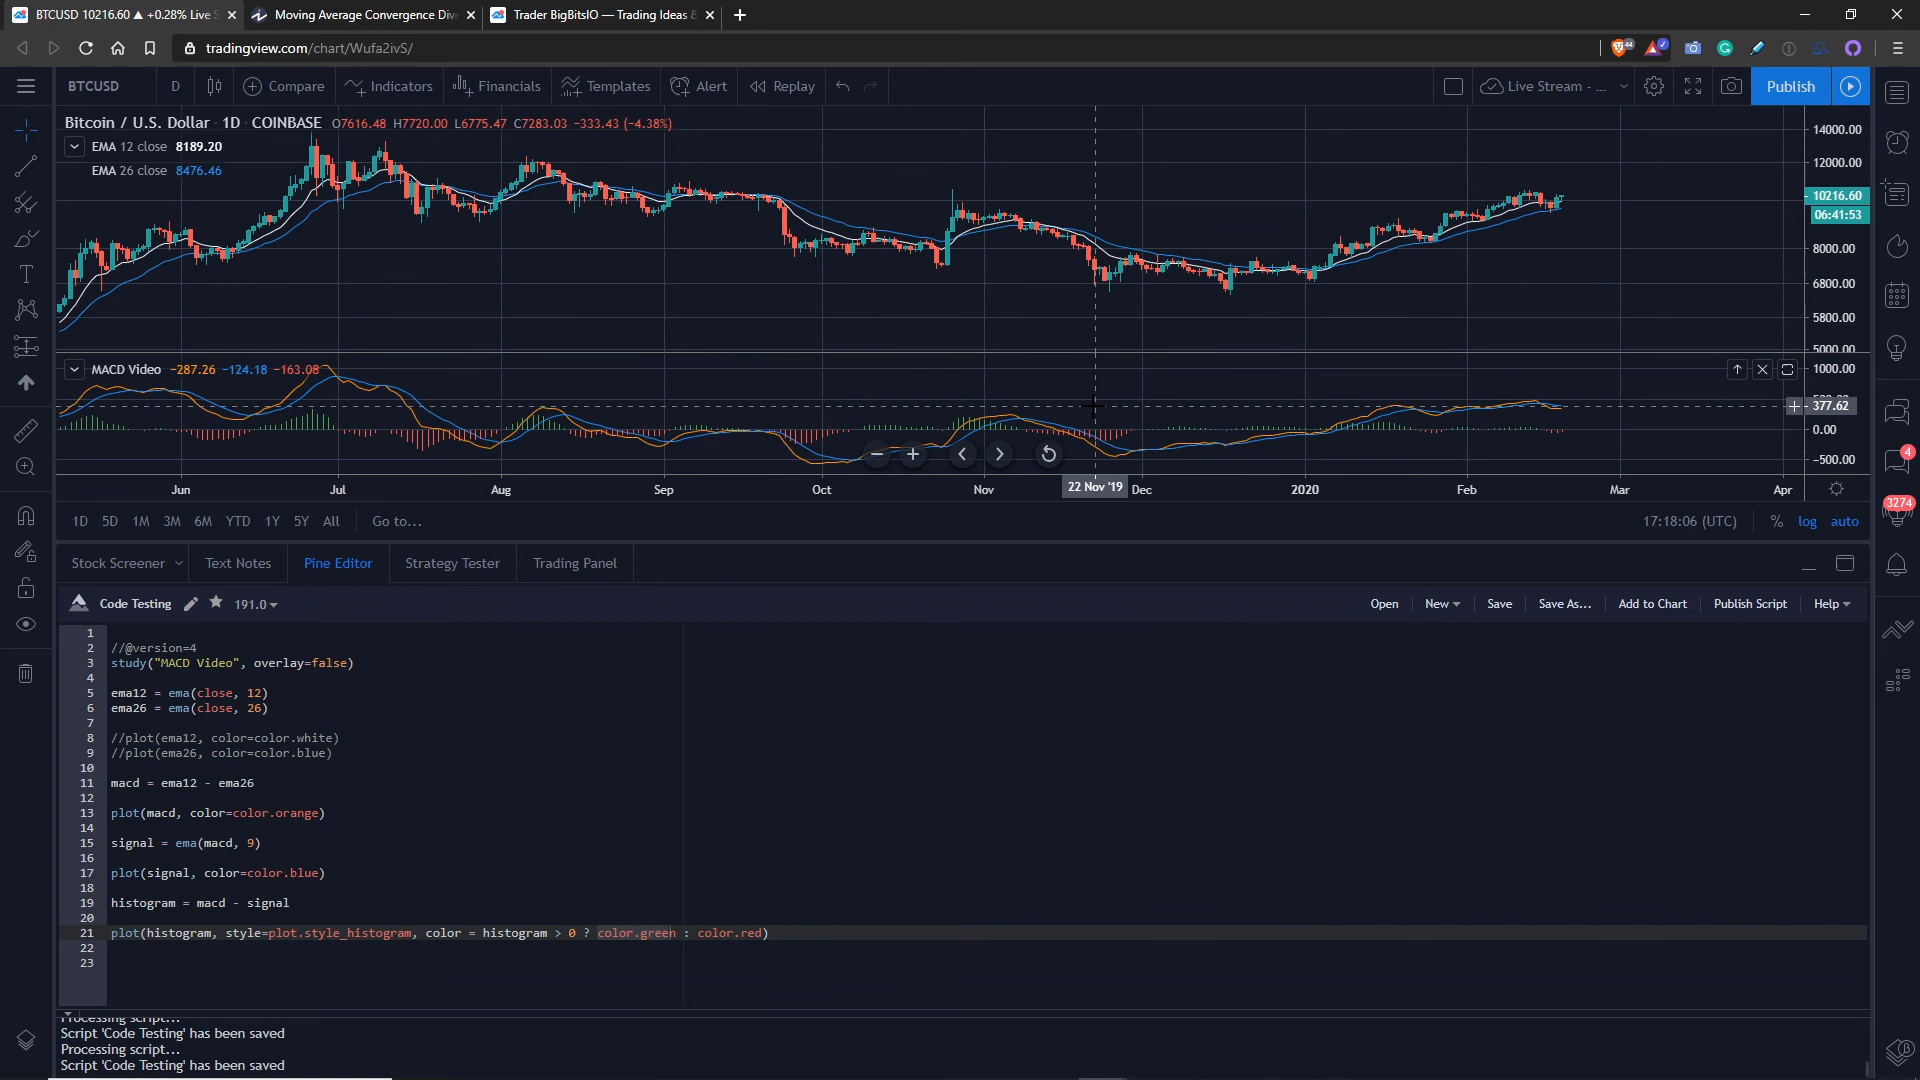 BTCUSD 10216.60 ▲ +0.28% Live S
Moving Average Convergence Dive
Trader BigBitsIO — Trading Ideas &
tradingview.com/chart/Wufa2ivS/
44
BTCUSD D Compare Indicators Financials Templates Alert Replay Live Stream - ... Publish
Bitcoin / U.S. Dollar · 1D · COINBASE O7616.48 H7720.00 L6775.47 C7283.03 −333.43 (−4.38%)
EMA 12 close 8189.20
EMA 26 close 8476.46
14000.00
12000.00
10216.60
06:41:53
8000.00
6800.00
5800.00
5000.00
MACD Video −287.26 −124.18 −163.08
1000.00
377.62
0.00
−500.00
Jun Jul Aug Sep Oct Nov 22 Nov '19 Dec 2020 Feb Mar Apr
4
3274
1D 5D 1M 3M 6M YTD 1Y 5Y All Go to... 17:18:06 (UTC) % log auto
Stock Screener Text Notes Pine Editor Strategy Tester Trading Panel
Code Testing 191.0 Open New Save Save As... Add to Chart Publish Script Help
1
2 //@version=4
3 study("MACD Video", overlay=false)
4
5 ema12 = ema(close, 12)
6 ema26 = ema(close, 26)
7
8 //plot(ema12, color=color.white)
9 //plot(ema26, color=color.blue)
10
11 macd = ema12 - ema26
12
13 plot(macd, color=color.orange)
14
15 signal = ema(macd, 9)
16
17 plot(signal, color=color.blue)
18
19 histogram = macd - signal
20
21 plot(histogram, style=plot.style_histogram, color = histogram > 0 ? color.green : color.red)
22
23
Processing script...
Script 'Code Testing' has been saved
Processing script...
Script 'Code Testing' has been saved